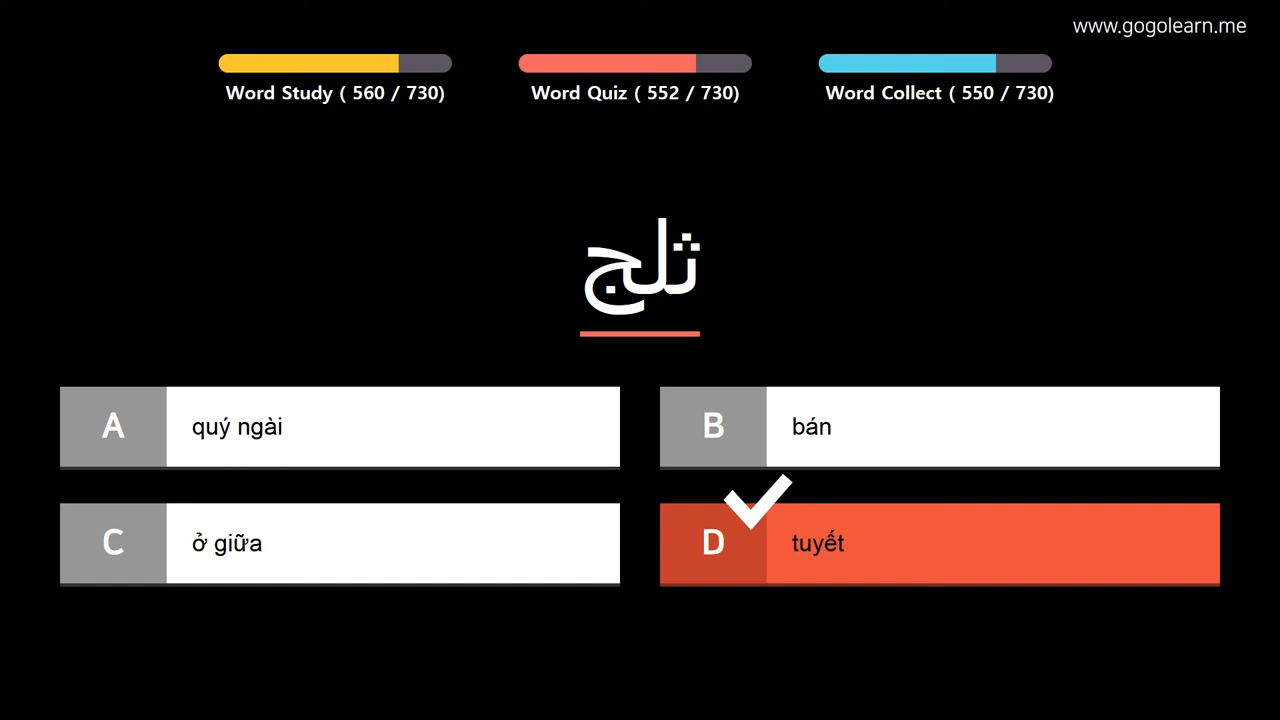 www.gogolearn.me
Word Study ( 560 / 730)
Word Quiz ( 552 / 730)
Word Collect ( 550 / 730)
ثلج
A
quý ngài
B
bán
C
ở giữa
D
tuyết